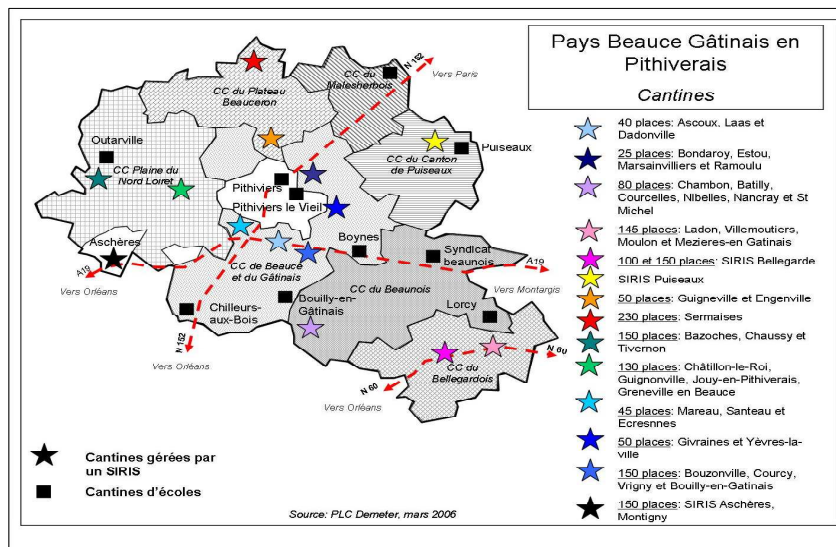 Pays Beauce Gâtinais en
Pithiverais
Cantines
N 152
Vers Paris
CC du
Malesherbois
CC du Plateau
Beauceron
Outarville
CC Plaine du
Nord Loiret
Puiseaux
CC du Canton
de Puiseaux
Pithiviers
Pithiviers le Vieil
Aschères
A19
Vers Orléans
Boynes
Syndicat
beaunois
A19
Vers Montargis
CC de Beauce
et du Gâtinais
CC du Beaunois
Chilleurs-
aux-Bois
Bouilly-en-
Gâtinais
Lorcy
N 152
Vers Orléans
CC du
Bellegardois
N 60
N 60
Vers Orléans
40 places: Ascoux, Laas et
Dadonville
25 places: Bondaroy, Estou,
Marsainvilliers et Ramoulu
80 places: Chambon, Batilly,
Courcelles, Nibelles, Nancray et St
Michel
146 places: Ladon, Villemoutiers,
Moulon et Mezieres-en-Gatinais
100 et 150 places: SIRIS Bellegarde
SIRIS Puiseaux
50 places: Guigneville et Engenville
230 places: Sermaises
150 places: Bazoches, Chaussy et
Tivernon
130 places: Châtillon-le-Roi,
Guignonville, Jouy-en-Pithiverais,
Greneville en Beauce
45 places: Mareau, Santeau et
Ecresnnes
50 places: Givraines et Yèvres-la-
ville
150 places: Bouzonville, Courcy,
Vrigny et Bouilly-en-Gatinais
150 places: SIRIS Aschères,
Montigny
Cantines gérées par
un SIRIS
Cantines d'écoles
Source: PLC Demeter, mars 2006